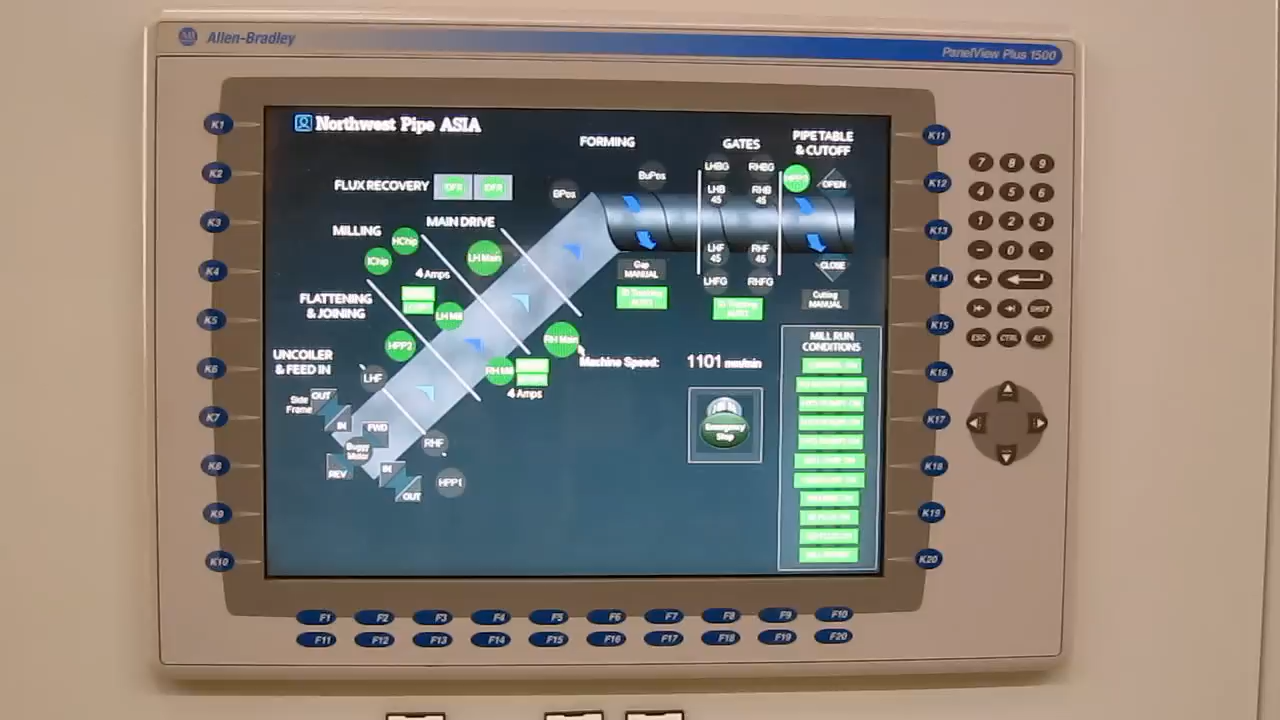 Allen-Bradley
PanelView Plus 1500
Northwest Pipe ASIA
FORMING
GATES
PIPE TABLE
& CUTOFF
FLUX RECOVERY
BPos
BuPos
LHBG
RHBG
OPEN
LHB
45
RHB
45
MILLING
MAIN DRIVE
HChip
IChip
LH Main
4 Amps
LHF
45
RHF
45
LHFG
RHFG
CLOSE
Gap
MANUAL
Cutting
MANUAL
FLATTENING
& JOINING
LH Mill
HPP2
RH Main
RH Mill
4 Amps
Machine Speed:
1101 mm/min
MILL RUN
CONDITIONS
UNCOILER
& FEED IN
LHF
Side
Frame
OUT
IN
FWD
Buggy
Motor
REV
IN
OUT
RHF
HPP1
Emergency
Stop
K1
K2
K3
K4
K5
K6
K7
K8
K9
K10
K11
K12
K13
K14
K15
K16
K17
K18
K19
K20
7 8 9
4 5 6
1 2 3
- 0 .
SHIFT
ESC CTRL ALT
F1 F2 F3 F4 F5 F6 F7 F8 F9 F10
F11 F12 F13 F14 F15 F16 F17 F18 F19 F20